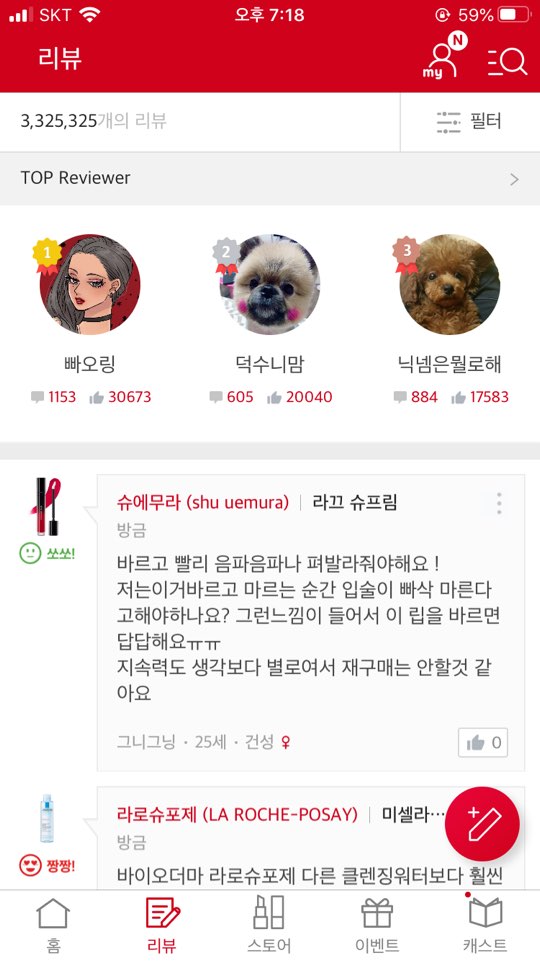 SKT 오후 7:18 59%
리뷰 my N
3,325,325개의 리뷰 필터
TOP Reviewer
1 2 3
빠오링 덕수니맘 닉넴은뭘로해
1153 30673 605 20040 884 17583
슈에무라 (shu uemura) | 라끄 슈프림
방금
쏘쏘!
바르고 빨리 음파음파나 펴발라줘야해요 !
저는이거바르고 마르는 순간 입술이 빠삭 마른다
고해야하나요? 그런느낌이 들어서 이 립을 바르면
답답해요ㅠㅠ
지속력도 생각보다 별로여서 재구매는 안할것 같
아요
그니그닝 · 25세 · 건성 ♀ 0
라로슈포제 (LA ROCHE-POSAY) | 미셀라…
방금
짱짱!
바이오더마 라로슈포제 다른 클렌징워터보다 훨씬
홈 리뷰 스토어 이벤트 캐스트